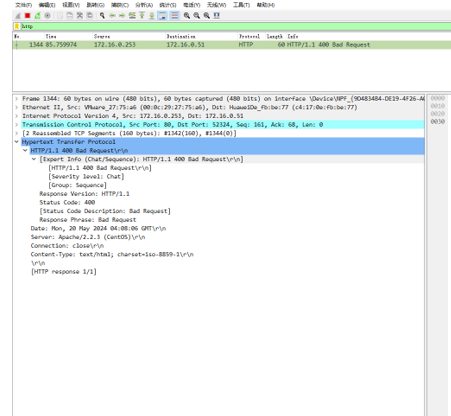 文件(F) 编辑(E) 视图(V) 跳转(G) 捕获(C) 分析(A) 统计(S) 电话(Y) 无线(W) 工具(T) 帮助(H)
http
No. Time Source Destination Protocol Length Info
1344 85.759974 172.16.0.253 172.16.0.51 HTTP 60 HTTP/1.1 400 Bad Request
Frame 1344: 60 bytes on wire (480 bits), 60 bytes captured (480 bits) on interface \Device\NPF_{9D483484-DE19-4F26-A
Ethernet II, Src: VMware_27:75:a6 (00:0c:29:27:75:a6), Dst: HuaweiDe_fb:be:77 (c4:17:0e:fb:be:77)
Internet Protocol Version 4, Src: 172.16.0.253, Dst: 172.16.0.51
Transmission Control Protocol, Src Port: 80, Dst Port: 52324, Seq: 161, Ack: 68, Len: 0
[2 Reassembled TCP Segments (160 bytes): #1342(160), #1344(0)]
Hypertext Transfer Protocol
HTTP/1.1 400 Bad Request\r\n
[Expert Info (Chat/Sequence): HTTP/1.1 400 Bad Request\r\n]
[HTTP/1.1 400 Bad Request\r\n]
[Severity level: Chat]
[Group: Sequence]
Response Version: HTTP/1.1
Status Code: 400
[Status Code Description: Bad Request]
Response Phrase: Bad Request
Date: Mon, 20 May 2024 04:08:06 GMT\r\n
Server: Apache/2.2.3 (CentOS)\r\n
Connection: close\r\n
Content-Type: text/html; charset=iso-8859-1\r\n
\r\n
[HTTP response 1/1]
0000
0010
0020
0030